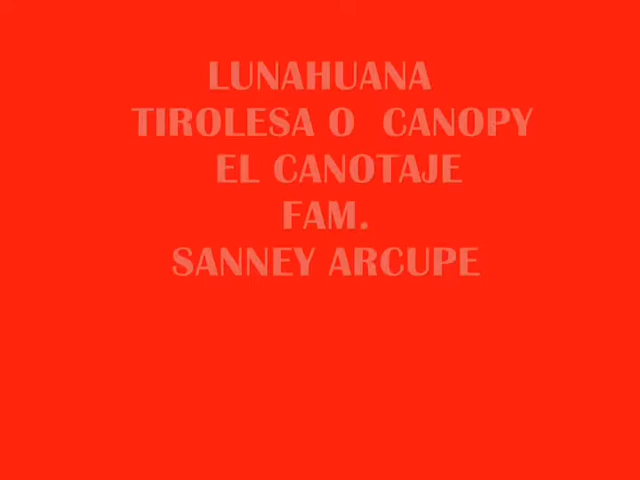 LUNAHUANA
TIROLESA O CANOPY
EL CANOTAJE
FAM.
SANNEY ARCUPE